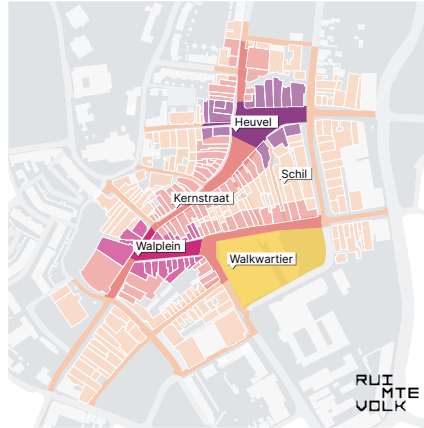 Heuvel
Schil
Kernstraat
Walplein
Walkwartier
RUI
MTE
VOLK